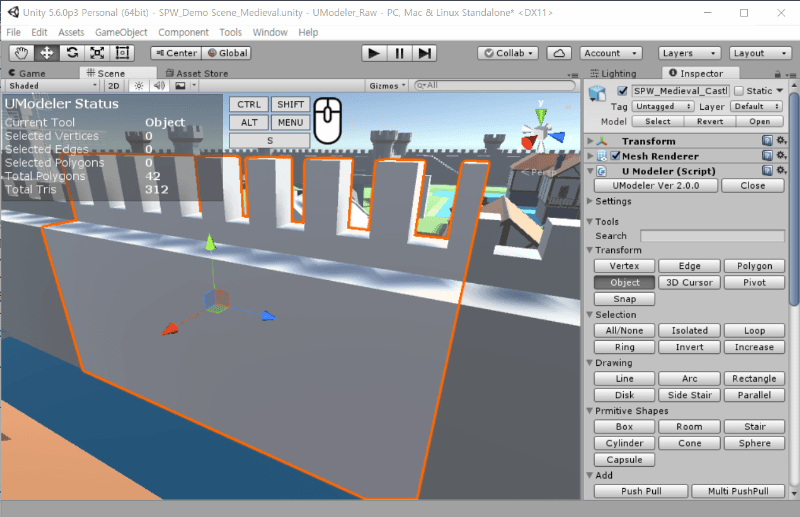 Unity 5.6.0p3 Personal (64bit) - SPW_Demo Scene_Medieval.unity - UModeler_Raw - PC, Mac & Linux Standalone* <DX11>
File Edit Assets GameObject Component Tools Window Help
Center Global Collab Account Layers Layout
Game Scene Asset Store Lighting Inspector
Shaded 2D Gizmos All
UModeler Status
Current Tool Object
Selected Vertices 0
Selected Edges 0
Selected Polygons 0
Total Polygons 42
Total Tris 312
CTRL SHIFT
ALT MENU
S
y
Persp
SPW_Medieval_Castl Static
Tag Untagged Layer Default
Model Select Revert Open
Transform
Mesh Renderer
U Modeler (Script)
UModeler Ver 2.0.0 Close
Settings
Tools
Search
Transform
Vertex Edge Polygon
Object 3D Cursor Pivot
Snap
Selection
All/None Isolated Loop
Ring Invert Increase
Drawing
Line Arc Rectangle
Disk Side Stair Parallel
Prmitive Shapes
Box Room Stair
Cylinder Cone Sphere
Capsule
Add
Push Pull Multi PushPull